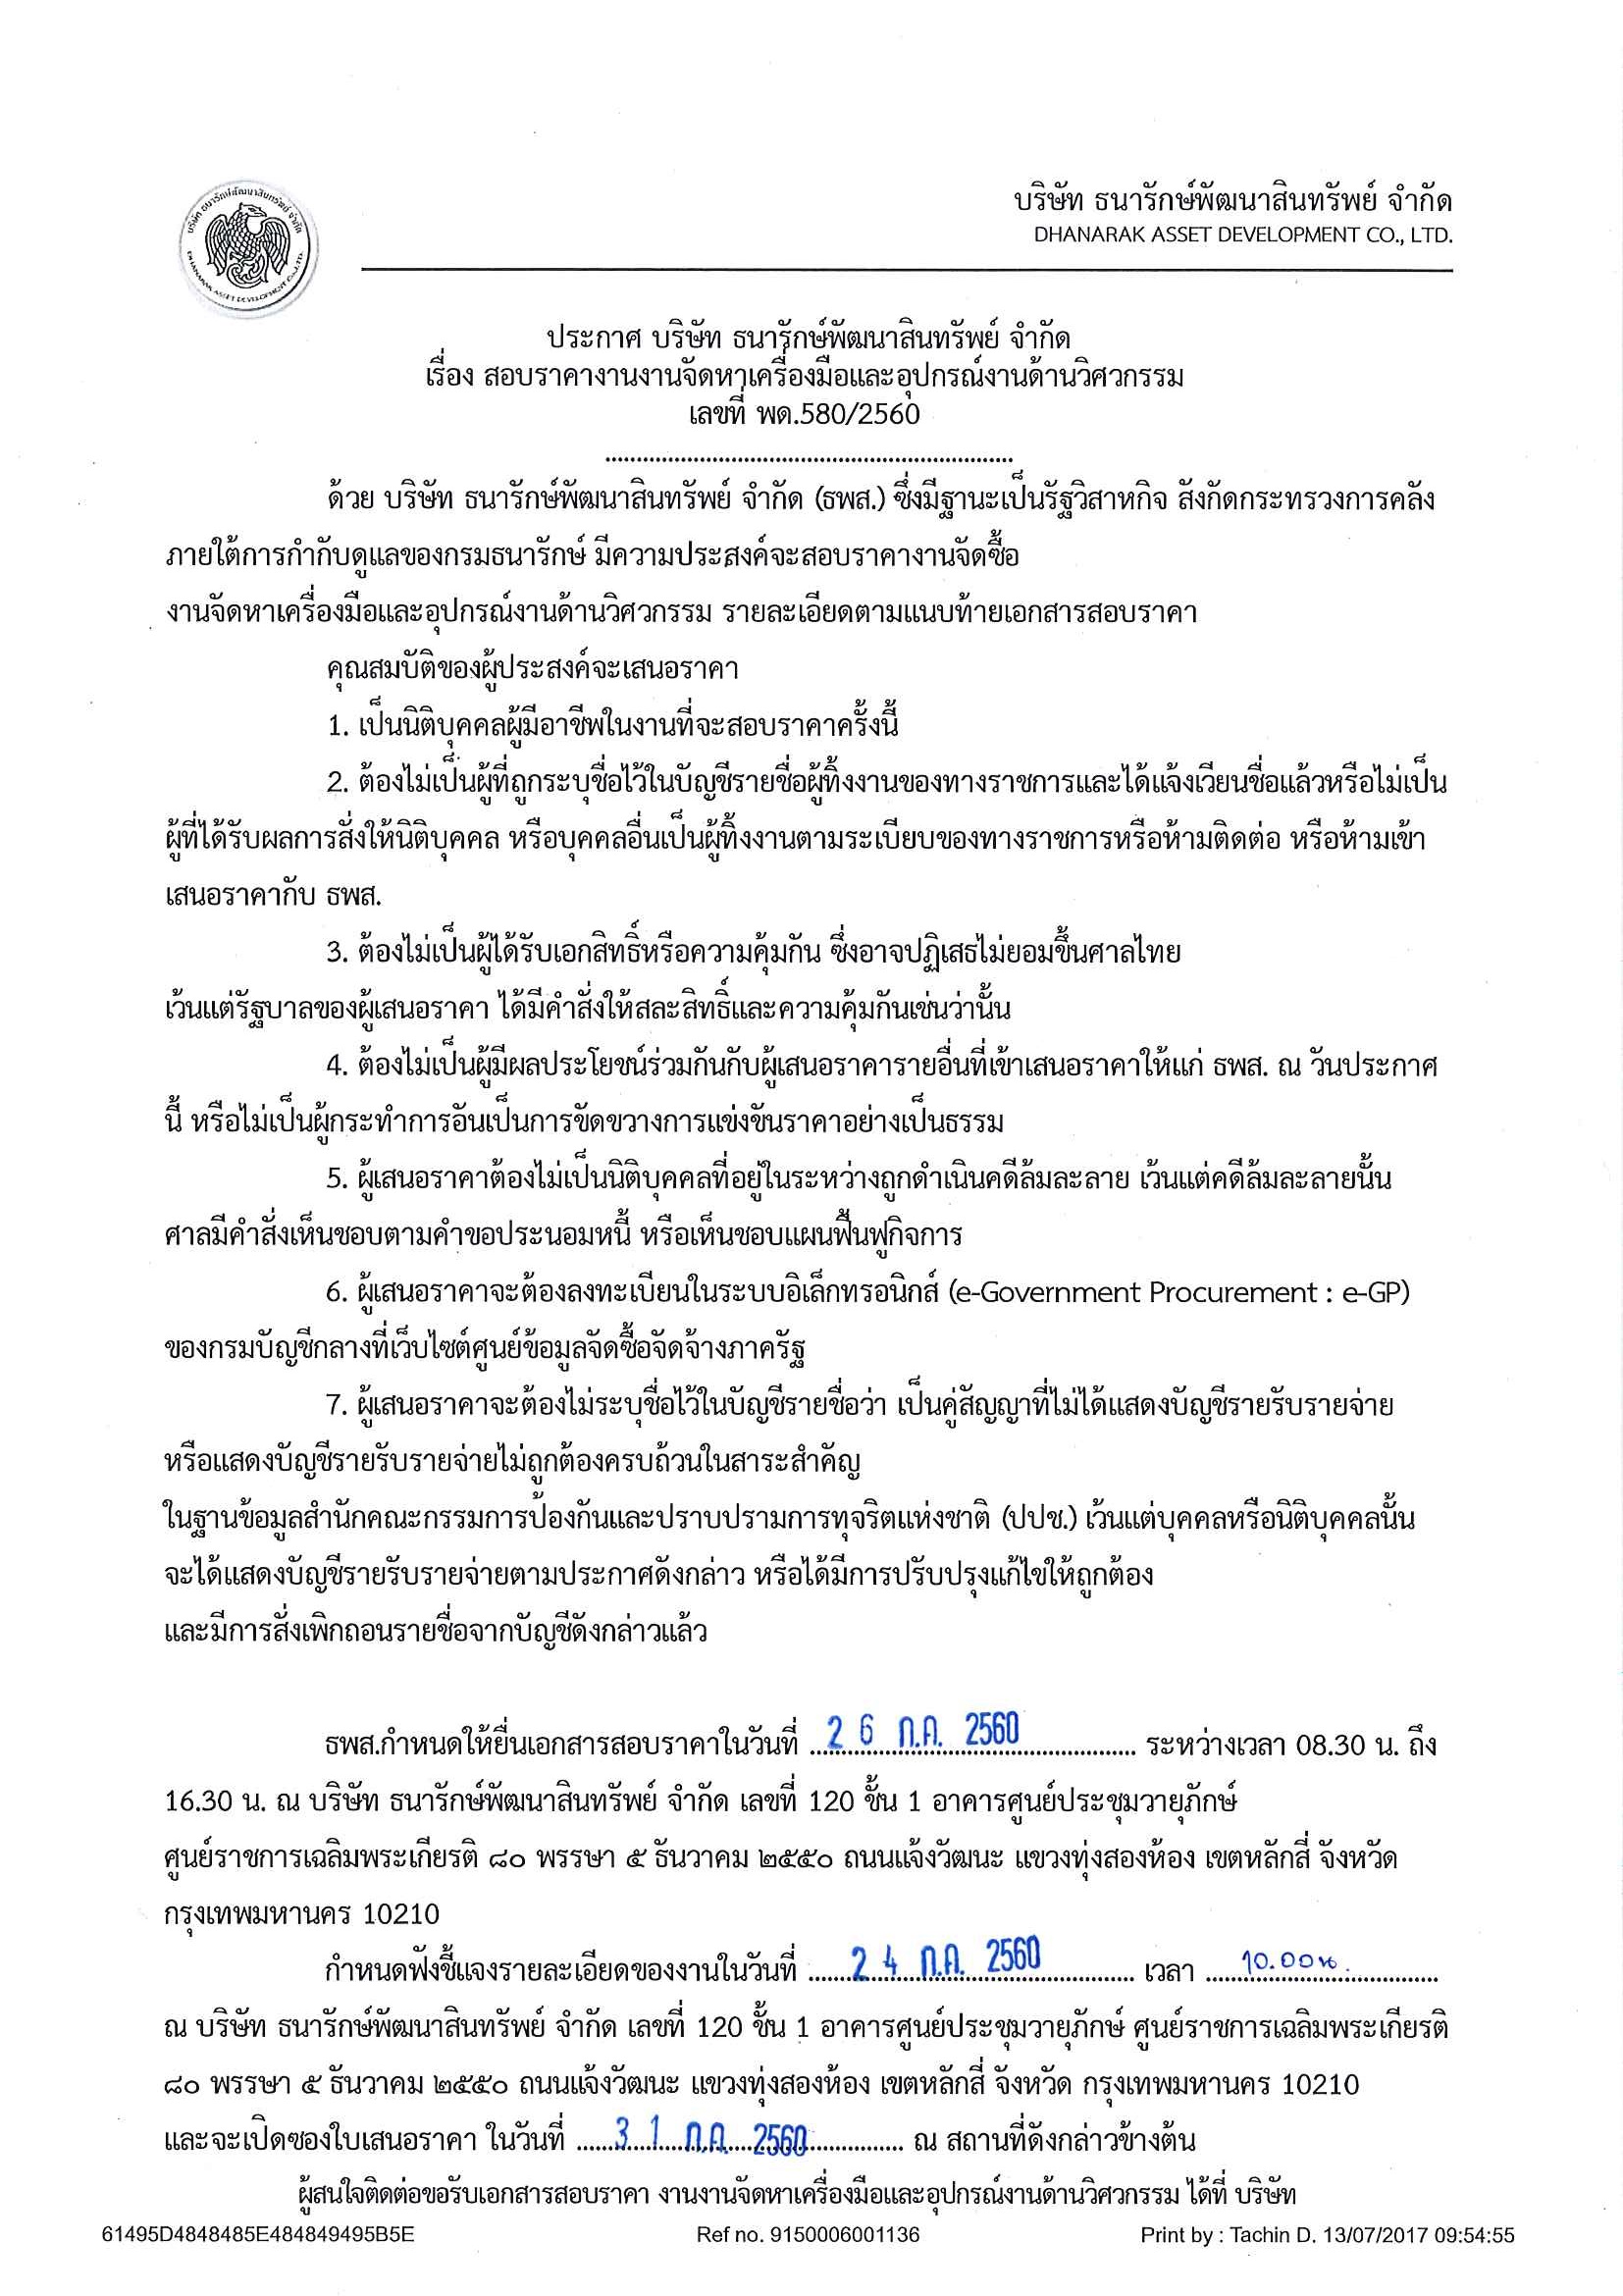 บริษัท ธนารักษ์พัฒนาสินทรัพย์ จำกัด
DHANARAK ASSET DEVELOPMENT CO., LTD.
บริษัท ธนารักษ์พัฒนาสินทรัพย์ จำกัด
DHANARAK ASSET DEVELOPMENT CO., LTD.
ประกาศ บริษัท ธนารักษ์พัฒนาสินทรัพย์ จำกัด
เรื่อง สอบราคางานงานจัดหาเครื่องมือและอุปกรณ์งานด้านวิศวกรรม
เลขที่ พด.580/2560
....................................................
ด้วย บริษัท ธนารักษ์พัฒนาสินทรัพย์ จำกัด (ธพส.) ซึ่งมีฐานะเป็นรัฐวิสาหกิจ สังกัดกระทรวงการคลัง
ภายใต้การกำกับดูแลของกรมธนารักษ์ มีความประสงค์จะสอบราคางานจัดซื้อ
งานจัดหาเครื่องมือและอุปกรณ์งานด้านวิศวกรรม รายละเอียดตามแนบท้ายเอกสารสอบราคา
คุณสมบัติของผู้ประสงค์จะเสนอราคา
1. เป็นนิติบุคคลผู้มีอาชีพในงานที่จะสอบราคาครั้งนี้
2. ต้องไม่เป็นผู้ที่ถูกระบุชื่อไว้ในบัญชีรายชื่อผู้ทิ้งงานของทางราชการและได้แจ้งเวียนชื่อแล้วหรือไม่เป็น
ผู้ที่ได้รับผลการสั่งให้นิติบุคคล หรือบุคคลอื่นเป็นผู้ทิ้งงานตามระเบียบของทางราชการหรือห้ามติดต่อ หรือห้ามเข้า
เสนอราคากับ ธพส.
3. ต้องไม่เป็นผู้ได้รับเอกสิทธิ์หรือความคุ้มกัน ซึ่งอาจปฏิเสธไม่ยอมขึ้นศาลไทย
เว้นแต่รัฐบาลของผู้เสนอราคา ได้มีคำสั่งให้สละสิทธิ์และความคุ้มกันเช่นว่านั้น
4. ต้องไม่เป็นผู้มีผลประโยชน์ร่วมกันกับผู้เสนอราคารายอื่นที่เข้าเสนอราคาให้แก่ ธพส. ณ วันประกาศ
นี้ หรือไม่เป็นผู้กระทำการอันเป็นการขัดขวางการแข่งขันราคาอย่างเป็นธรรม
5. ผู้เสนอราคาต้องไม่เป็นนิติบุคคลที่อยู่ในระหว่างถูกดำเนินคดีล้มละลาย เว้นแต่คดีล้มละลายนั้น
ศาลมีคำสั่งเห็นชอบตามคำขอประนอมหนี้ หรือเห็นชอบแผนฟื้นฟูกิจการ
6. ผู้เสนอราคาจะต้องลงทะเบียนในระบบอิเล็กทรอนิกส์ (e-Government Procurement : e-GP)
ของกรมบัญชีกลางที่เว็บไซต์ศูนย์ข้อมูลจัดซื้อจัดจ้างภาครัฐ
7. ผู้เสนอราคาจะต้องไม่ระบุชื่อไว้ในบัญชีรายชื่อว่า เป็นคู่สัญญาที่ไม่ได้แสดงบัญชีรายรับรายจ่าย
หรือแสดงบัญชีรายรับรายจ่ายไม่ถูกต้องครบถ้วนในสาระสำคัญ
ในฐานข้อมูลสำนักคณะกรรมการป้องกันและปราบปรามการทุจริตแห่งชาติ (ปปช.) เว้นแต่บุคคลหรือนิติบุคคลนั้น
จะได้แสดงบัญชีรายรับรายจ่ายตามประกาศดังกล่าว หรือได้มีการปรับปรุงแก้ไขให้ถูกต้อง
และมีการสั่งเพิกถอนรายชื่อจากบัญชีดังกล่าวแล้ว
ธพส.กำหนดให้ยื่นเอกสารสอบราคาในวันที่ 26 ก.ค. 2560 ระหว่างเวลา 08.30 น. ถึง
16.30 น. ณ บริษัท ธนารักษ์พัฒนาสินทรัพย์ จำกัด เลขที่ 120 ชั้น 1 อาคารศูนย์ประชุมวายุภักษ์
ศูนย์ราชการเฉลิมพระเกียรติ ๘๐ พรรษา ๕ ธันวาคม ๒๕๕๐ ถนนแจ้งวัฒนะ แขวงทุ่งสองห้อง เขตหลักสี่ จังหวัด
กรุงเทพมหานคร 10210
กำหนดฟังชี้แจงรายละเอียดของงานในวันที่ 24 ก.ค. 2560 เวลา 10.00น.
ณ บริษัท ธนารักษ์พัฒนาสินทรัพย์ จำกัด เลขที่ 120 ชั้น 1 อาคารศูนย์ประชุมวายุภักษ์ ศูนย์ราชการเฉลิมพระเกียรติ
๘๐ พรรษา ๕ ธันวาคม ๒๕๕๐ ถนนแจ้งวัฒนะ แขวงทุ่งสองห้อง เขตหลักสี่ จังหวัด กรุงเทพมหานคร 10210
และจะเปิดซองใบเสนอราคา ในวันที่ 31 ก.ค. 2560 ณ สถานที่ดังกล่าวข้างต้น
ผู้สนใจติดต่อขอรับเอกสารสอบราคา งานงานจัดหาเครื่องมือและอุปกรณ์งานด้านวิศวกรรม ได้ที่ บริษัท
61495D4848485E484849495B5E Ref no. 9150006001136 Print by : Tachin D. 13/07/2017 09:54:55